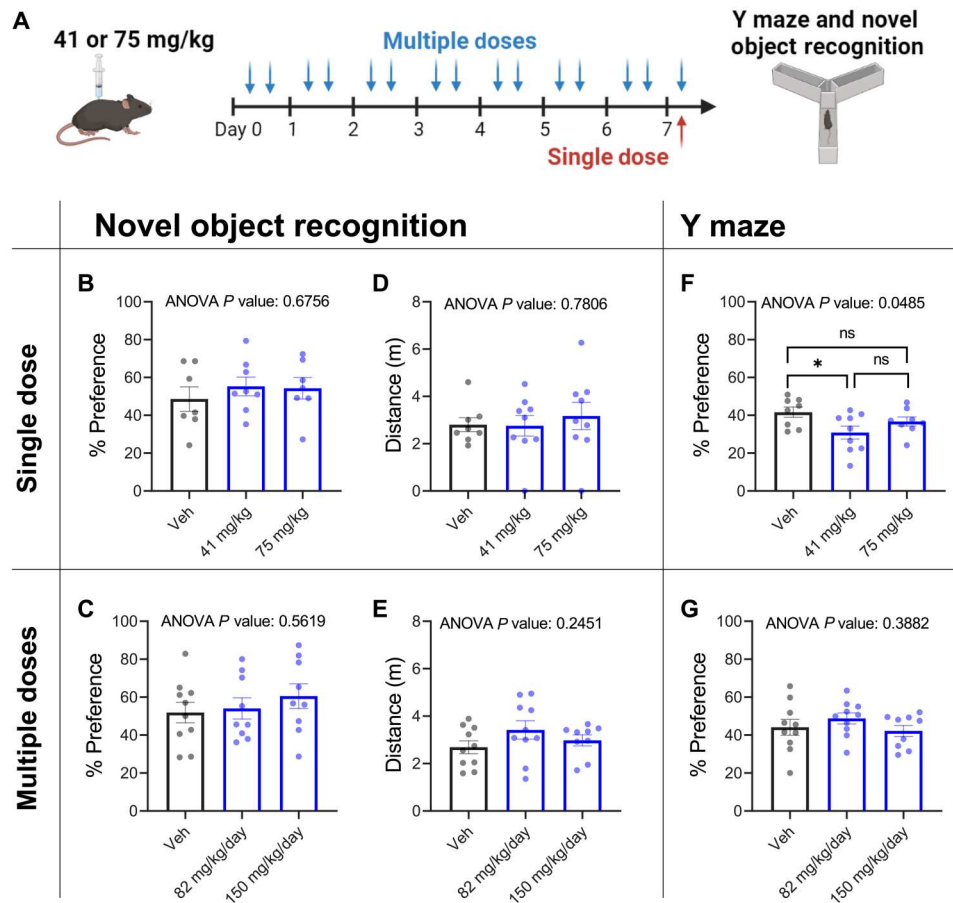 A
41 or 75 mg/kg
Multiple doses
Day 0 1 2 3 4 5 6 7
Single dose
Y maze and novel
object recognition
Novel object recognition
Y maze
Single dose
B
ANOVA P value: 0.6756
% Preference
100
80
60
40
20
0
Veh
41 mg/kg
75 mg/kg
D
ANOVA P value: 0.7806
Distance (m)
8
6
4
2
0
Veh
41 mg/kg
75 mg/kg
F
ANOVA P value: 0.0485
ns
* ns
% Preference
100
80
60
40
20
0
Veh
41 mg/kg
75 mg/kg
Multiple doses
C
ANOVA P value: 0.5619
% Preference
100
80
60
40
20
0
Veh
82 mg/kg/day
150 mg/kg/day
E
ANOVA P value: 0.2451
Distance (m)
8
6
4
2
0
Veh
82 mg/kg/day
150 mg/kg/day
G
ANOVA P value: 0.3882
% Preference
100
80
60
40
20
0
Veh
82 mg/kg/day
150 mg/kg/day